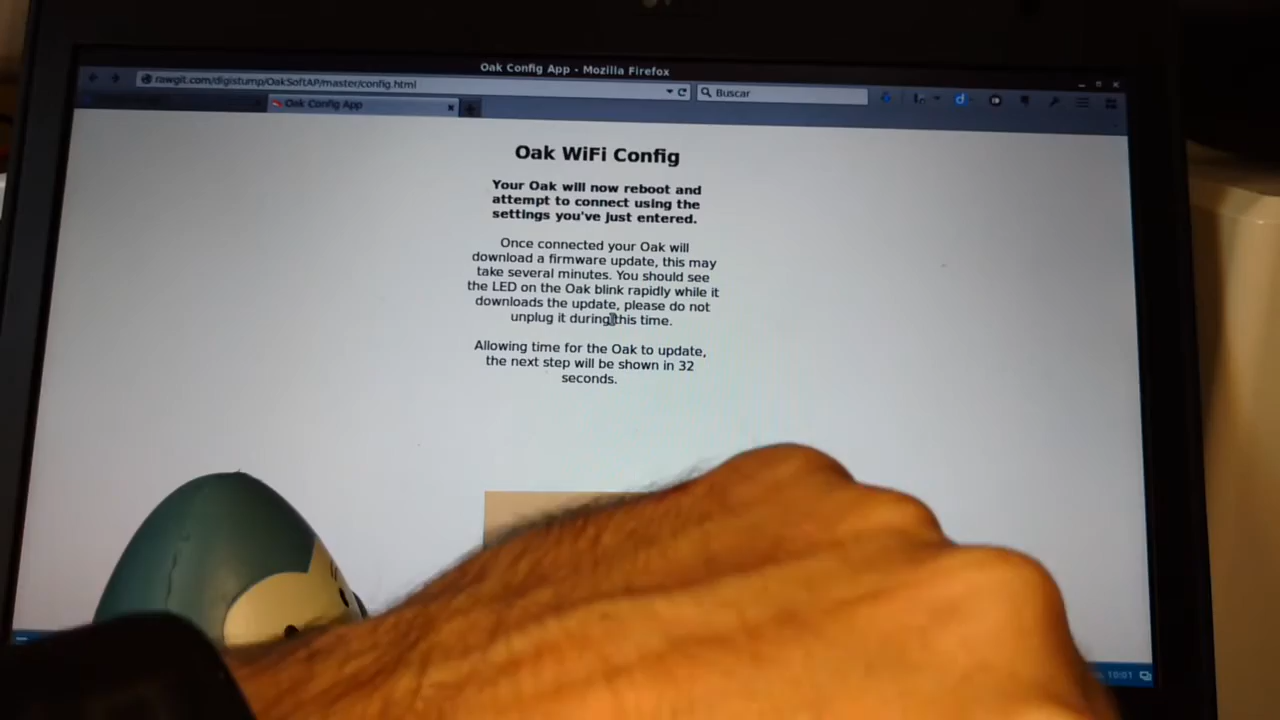 Oak Config App - Mozilla Firefox
rawgit.com/digistump/OakSoftAP/master/config.html
Buscar
Oak Config App
Oak WiFi Config
Your Oak will now reboot and
attempt to connect using the
settings you've just entered.
Once connected your Oak will
download a firmware update, this may
take several minutes. You should see
the LED on the Oak blink rapidly while it
downloads the update, please do not
unplug it during this time.
Allowing time for the Oak to update,
the next step will be shown in 32
seconds.
10:01